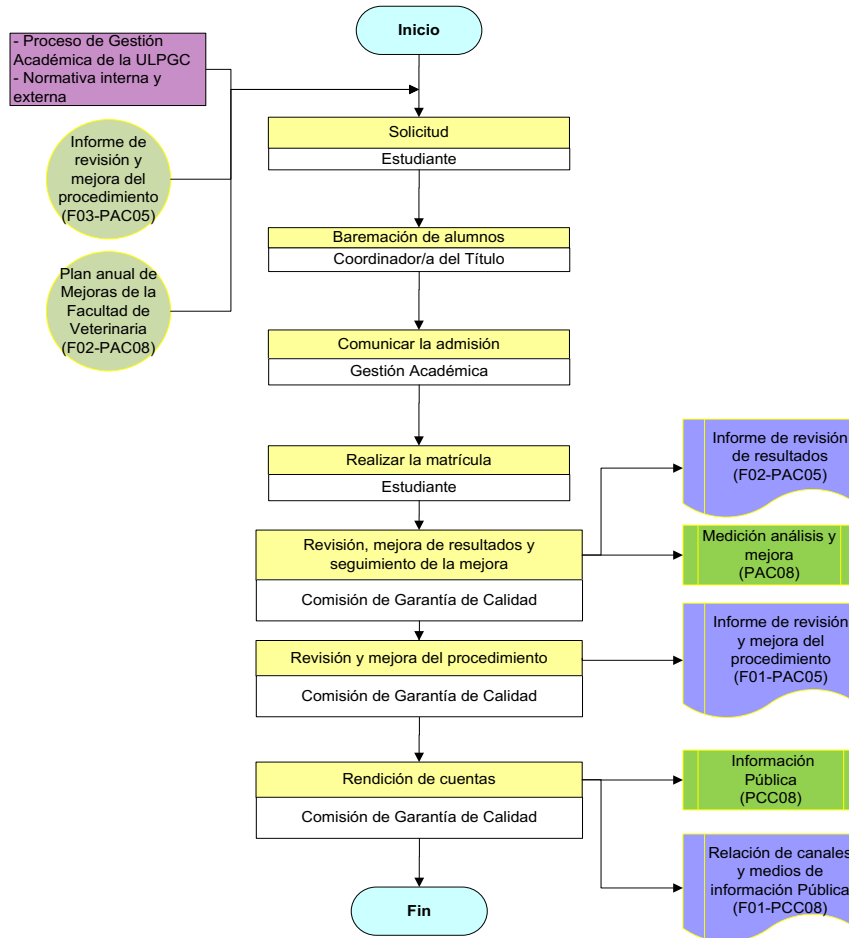 Inicio
- Proceso de Gestión
Académica de la ULPGC
- Normativa interna y
externa
Informe de
revisión y
mejora del
procedimiento
(F03-PAC05)
Plan anual de
Mejoras de la
Facultad de
Veterinaria
(F02-PAC08)
Solicitud
Estudiante
Baremación de alumnos
Coordinador/a del Título
Comunicar la admisión
Gestión Académica
Realizar la matrícula
Estudiante
Revisión, mejora de resultados y
seguimiento de la mejora
Comisión de Garantía de Calidad
Informe de revisión
de resultados
(F02-PAC05)
Medición análisis y
mejora
(PAC08)
Revisión y mejora del procedimiento
Comisión de Garantía de Calidad
Informe de revisión
y mejora del
procedimiento
(F01-PAC05)
Rendición de cuentas
Comisión de Garantía de Calidad
Información
Pública
(PCC08)
Relación de canales
y medios de
información Pública
(F01-PCC08)
Fin